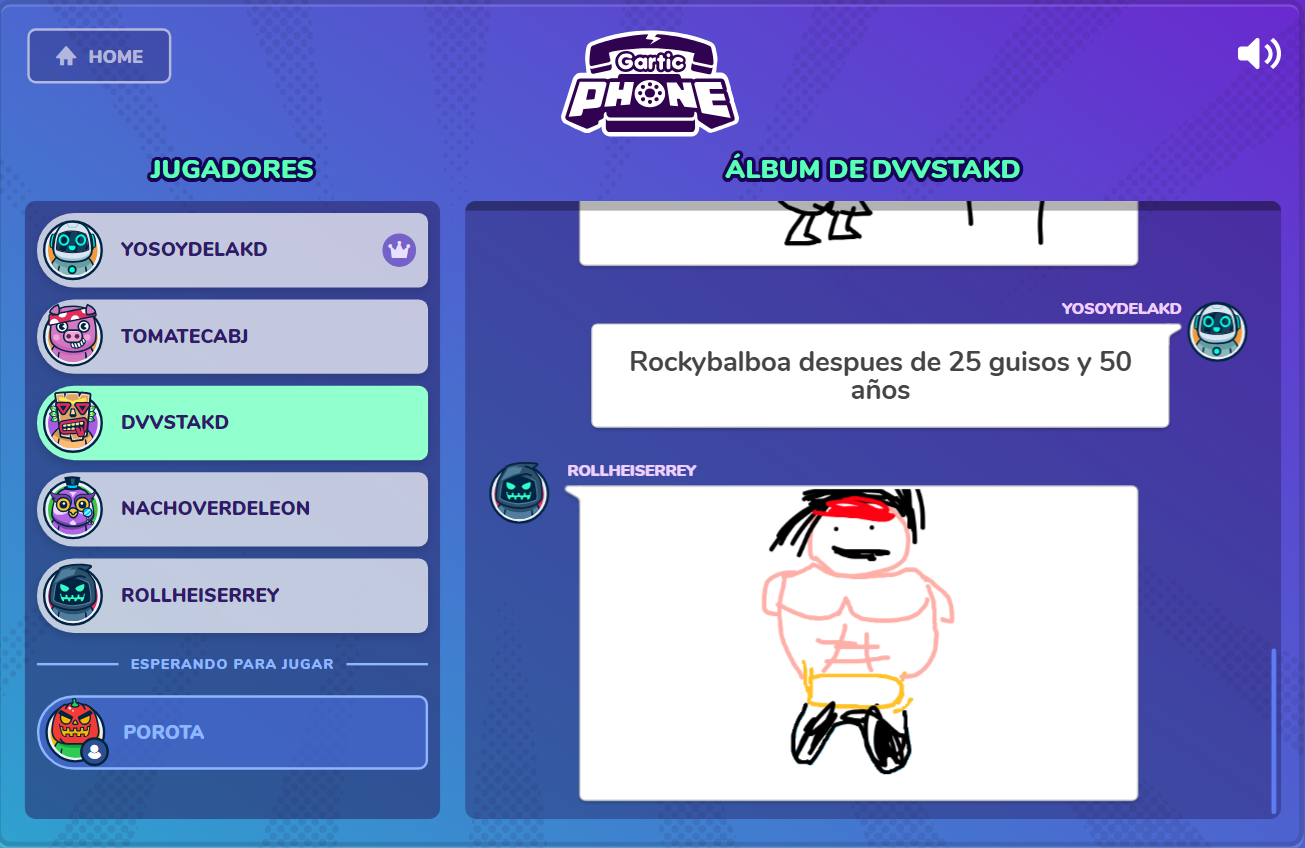 HOME
Gartic
PHONE
JUGADORES
YOSOYDELAKD
TOMATECABJ
DVVSTAKD
NACHOVERDELEON
ROLLHEISERREY
ESPERANDO PARA JUGAR
POROTA
ÁLBUM DE DVVSTAKD
YOSOYDELAKD
Rockybalboa despues de 25 guisos y 50
años
ROLLHEISERREY